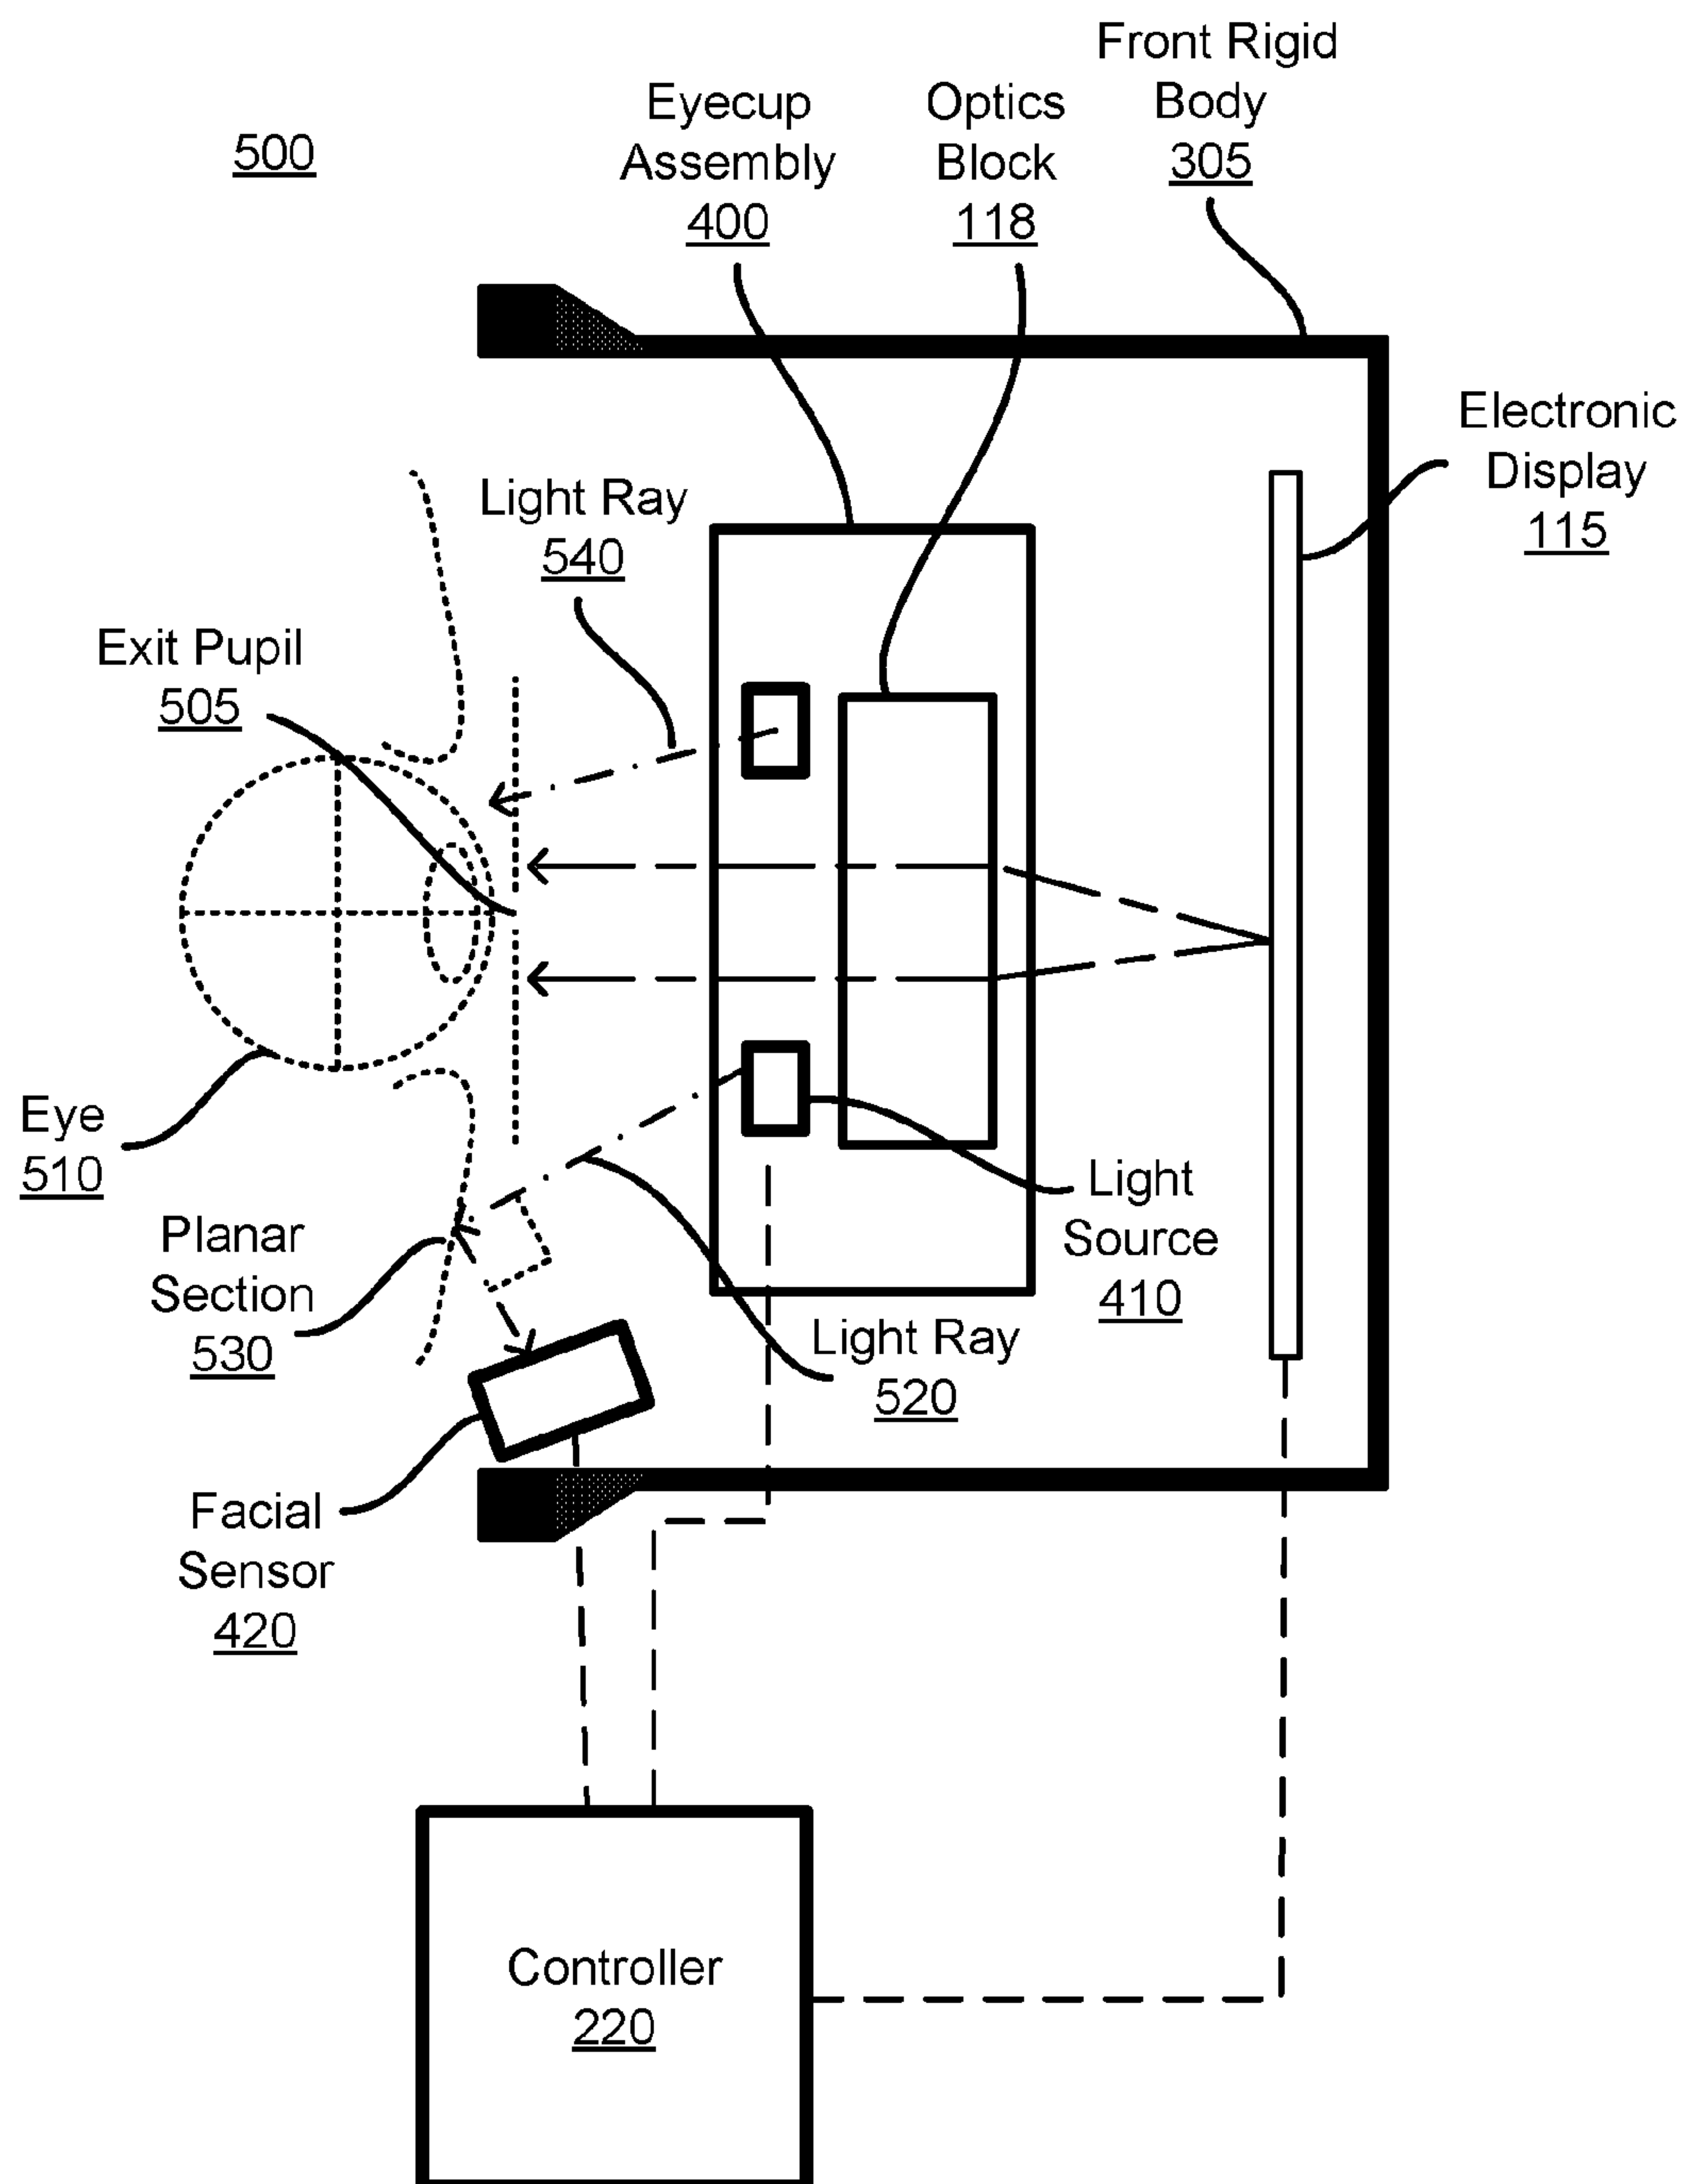 500
Eyecup
Assembly
400
Optics
Block
118
Front Rigid
Body
305
Electronic
Display
115
Light Ray
540
Exit Pupil
505
Eye
510
Planar
Section
530
Light
Source
410
Light Ray
520
Facial
Sensor
420
Controller
220